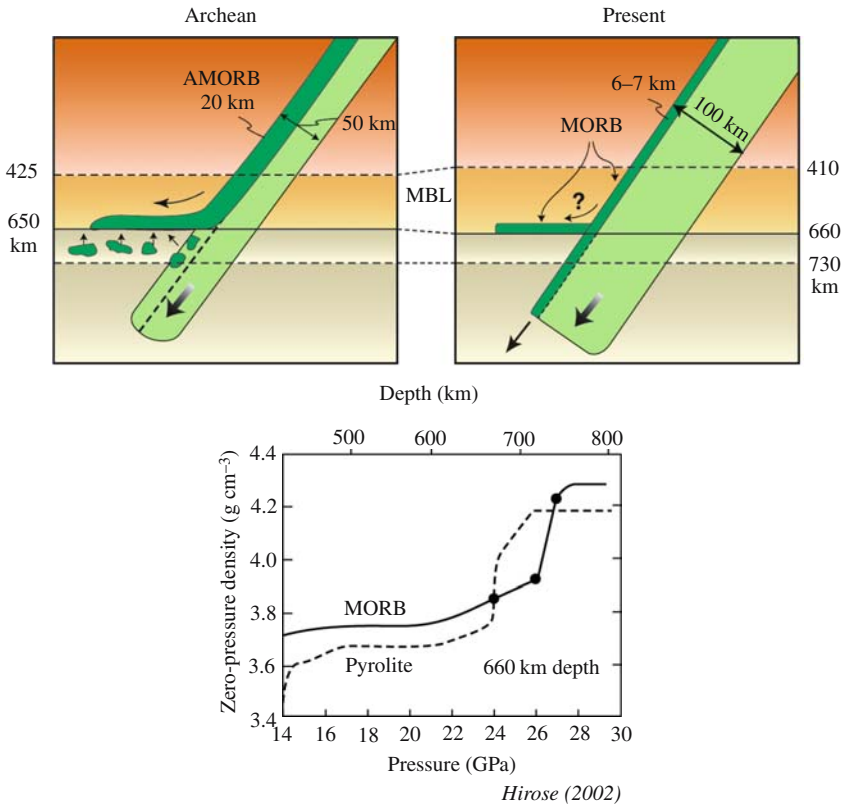 Archean
Present
AMORB
20 km
50 km
6–7 km
100 km
MORB
425
410
MBL
?
650
km
660
730
km
Depth (km)
500 600 700 800
Zero-pressure density (g cm⁻³)
4.4
4.2
4.0
3.8
3.6
3.4
MORB
Pyrolite
660 km depth
14 16 18 20 22 24 26 28 30
Pressure (GPa)
Hirose (2002)